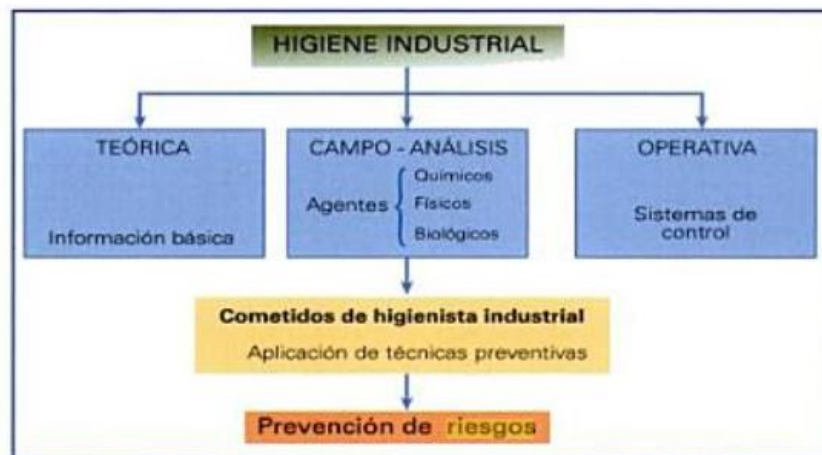 HIGIENE INDUSTRIAL
TEÓRICA
Información básica
CAMPO - ANÁLISIS
Agentes
Químicos
Físicos
Biológicos
OPERATIVA
Sistemas de
control
Cometidos de higienista industrial
Aplicación de técnicas preventivas
Prevención de riesgos